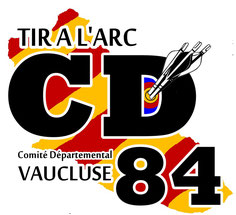 TIR A L'ARC
CD
Comité Départemental
VAUCLUSE
84